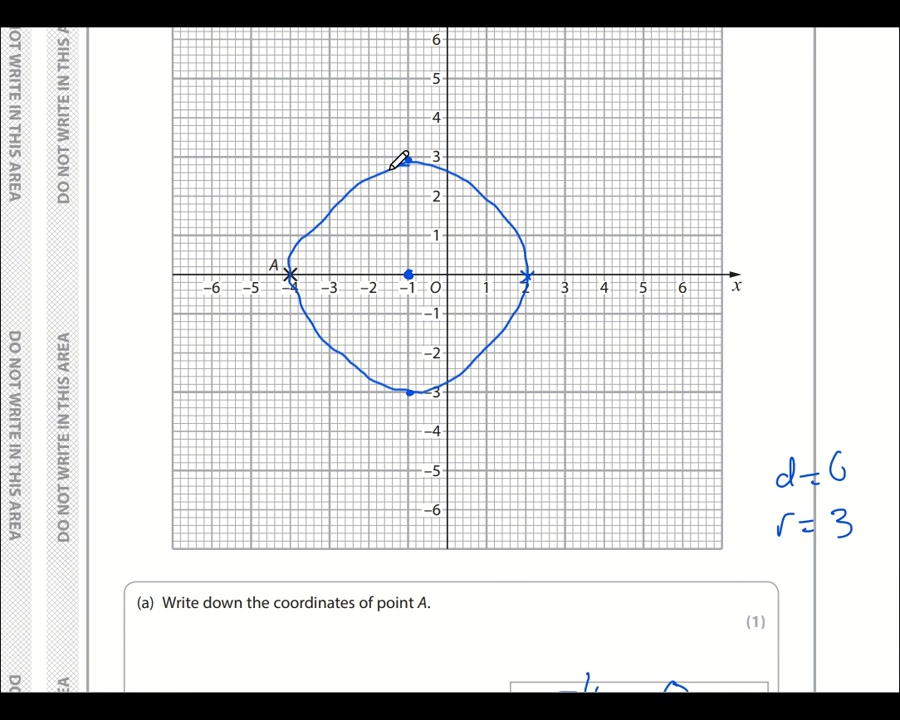 OT WRITE IN THIS AREA
DO NOT WRITE IN THIS A
6
5
4
3
2
1
A
-6 -5 -4 -3 -2 -1 O 1 2 3 4 5 6 x
-1
-2
-3
-4
-5
-6
DO NOT WRITE IN THIS AREA
DO NOT WRITE IN THIS AREA
d=6
r=3
(a) Write down the coordinates of point A.
(1)
DO
EA